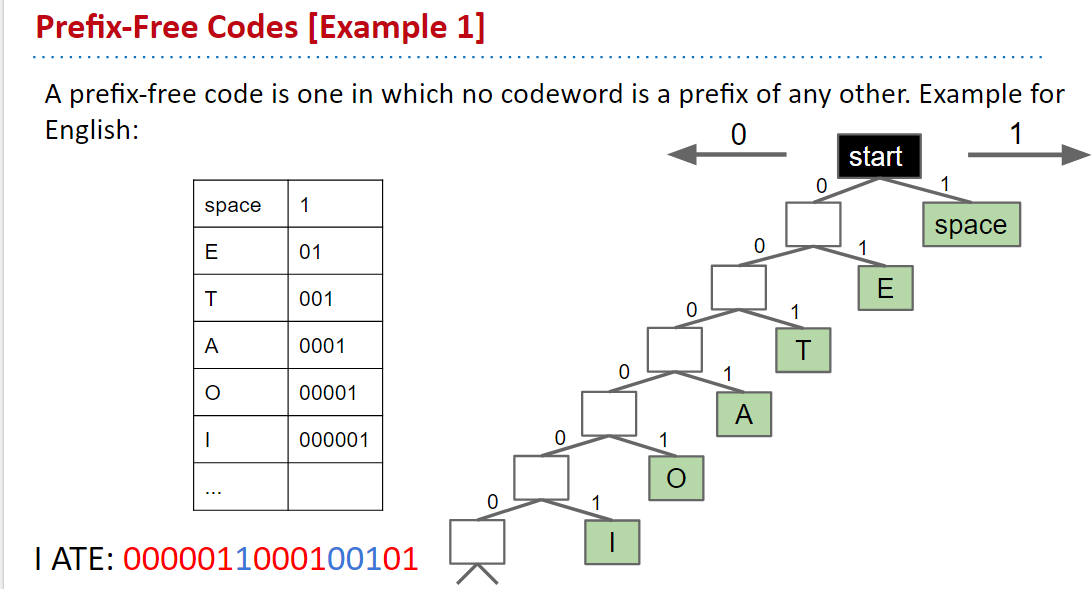 Prefix-Free Codes [Example 1]
A prefix-free code is one in which no codeword is a prefix of any other. Example for
English:
0
1
start
0
1
space
0
1
E
0
1
T
0
1
A
0
1
O
0
1
I
space 1
E 01
T 001
A 0001
O 00001
I 000001
...
I ATE: 0000011000100101